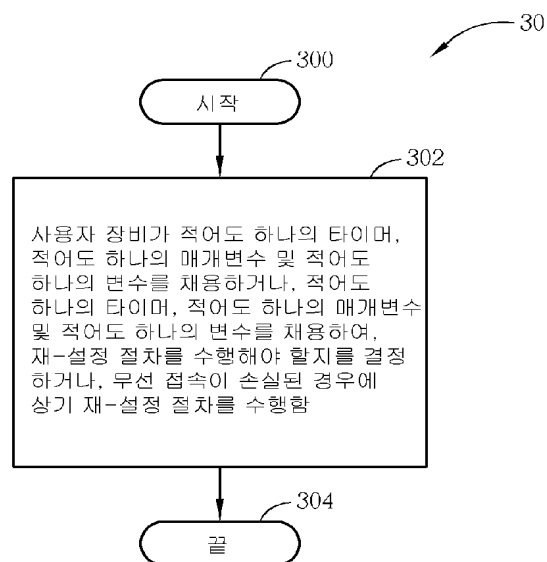 30
300
시작
302
사용자 장비가 적어도 하나의 타이머,
적어도 하나의 매개변수 및 적어도
하나의 변수를 채용하거나, 적어도
하나의 타이머, 적어도 하나의 매개변수
및 적어도 하나의 변수를 채용하여,
재-설정 절차를 수행해야 할지를 결정
하거나, 무선 접속이 손실된 경우에
상기 재-설정 절차를 수행함
304
끝